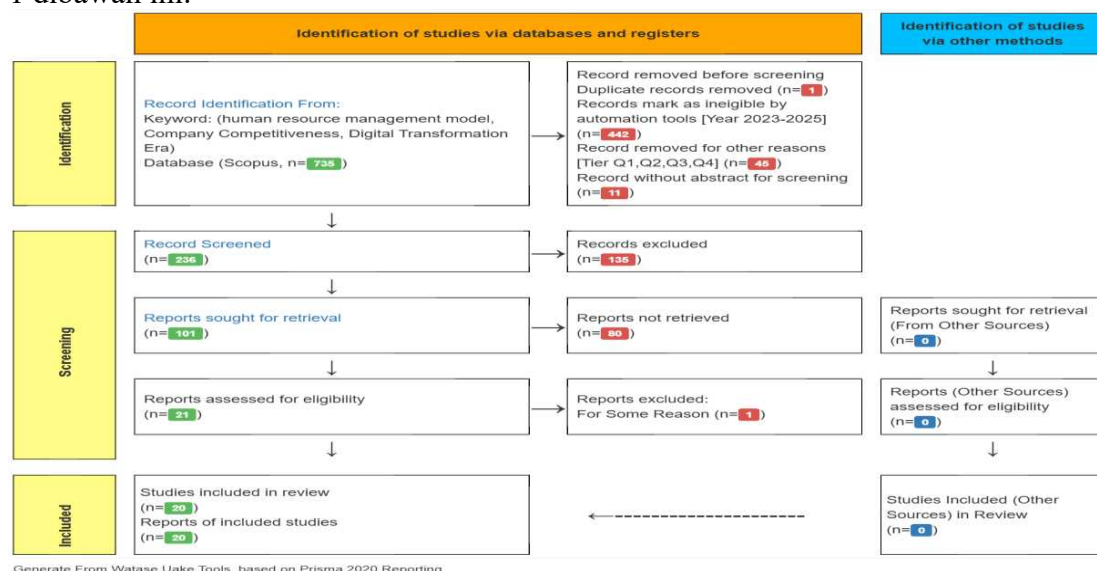 1 dibawah ini.
Identification of studies via databases and registers
Identification of studies
via other methods
Identification
Record Identification From:
Keyword: (human resource management model,
Company Competitiveness, Digital Transformation
Era)
Database (Scopus, n=735)
Record removed before screening
Duplicate records removed (n=1)
Records mark as ineligible by
automation tools [Year 2023-2025]
(n=442)
Record removed for other reasons
[Tier Q1,Q2,Q3,Q4] (n=45)
Record without abstract for screening
(n=11)
Screening
Record Screened
(n=236)
Records excluded
(n=135)
Reports sought for retrieval
(n=101)
Reports not retrieved
(n=80)
Reports sought for retrieval
(From Other Sources)
(n=0)
Reports assessed for eligibility
(n=21)
Reports excluded:
For Some Reason (n=1)
Reports (Other Sources)
assessed for eligibility
(n=0)
Included
Studies included in review
(n=20)
Reports of included studies
(n=20)
Studies Included (Other
Sources) in Review
(n=0)
Generate From Watase Uake Tools, based on Prisma 2020 Reporting